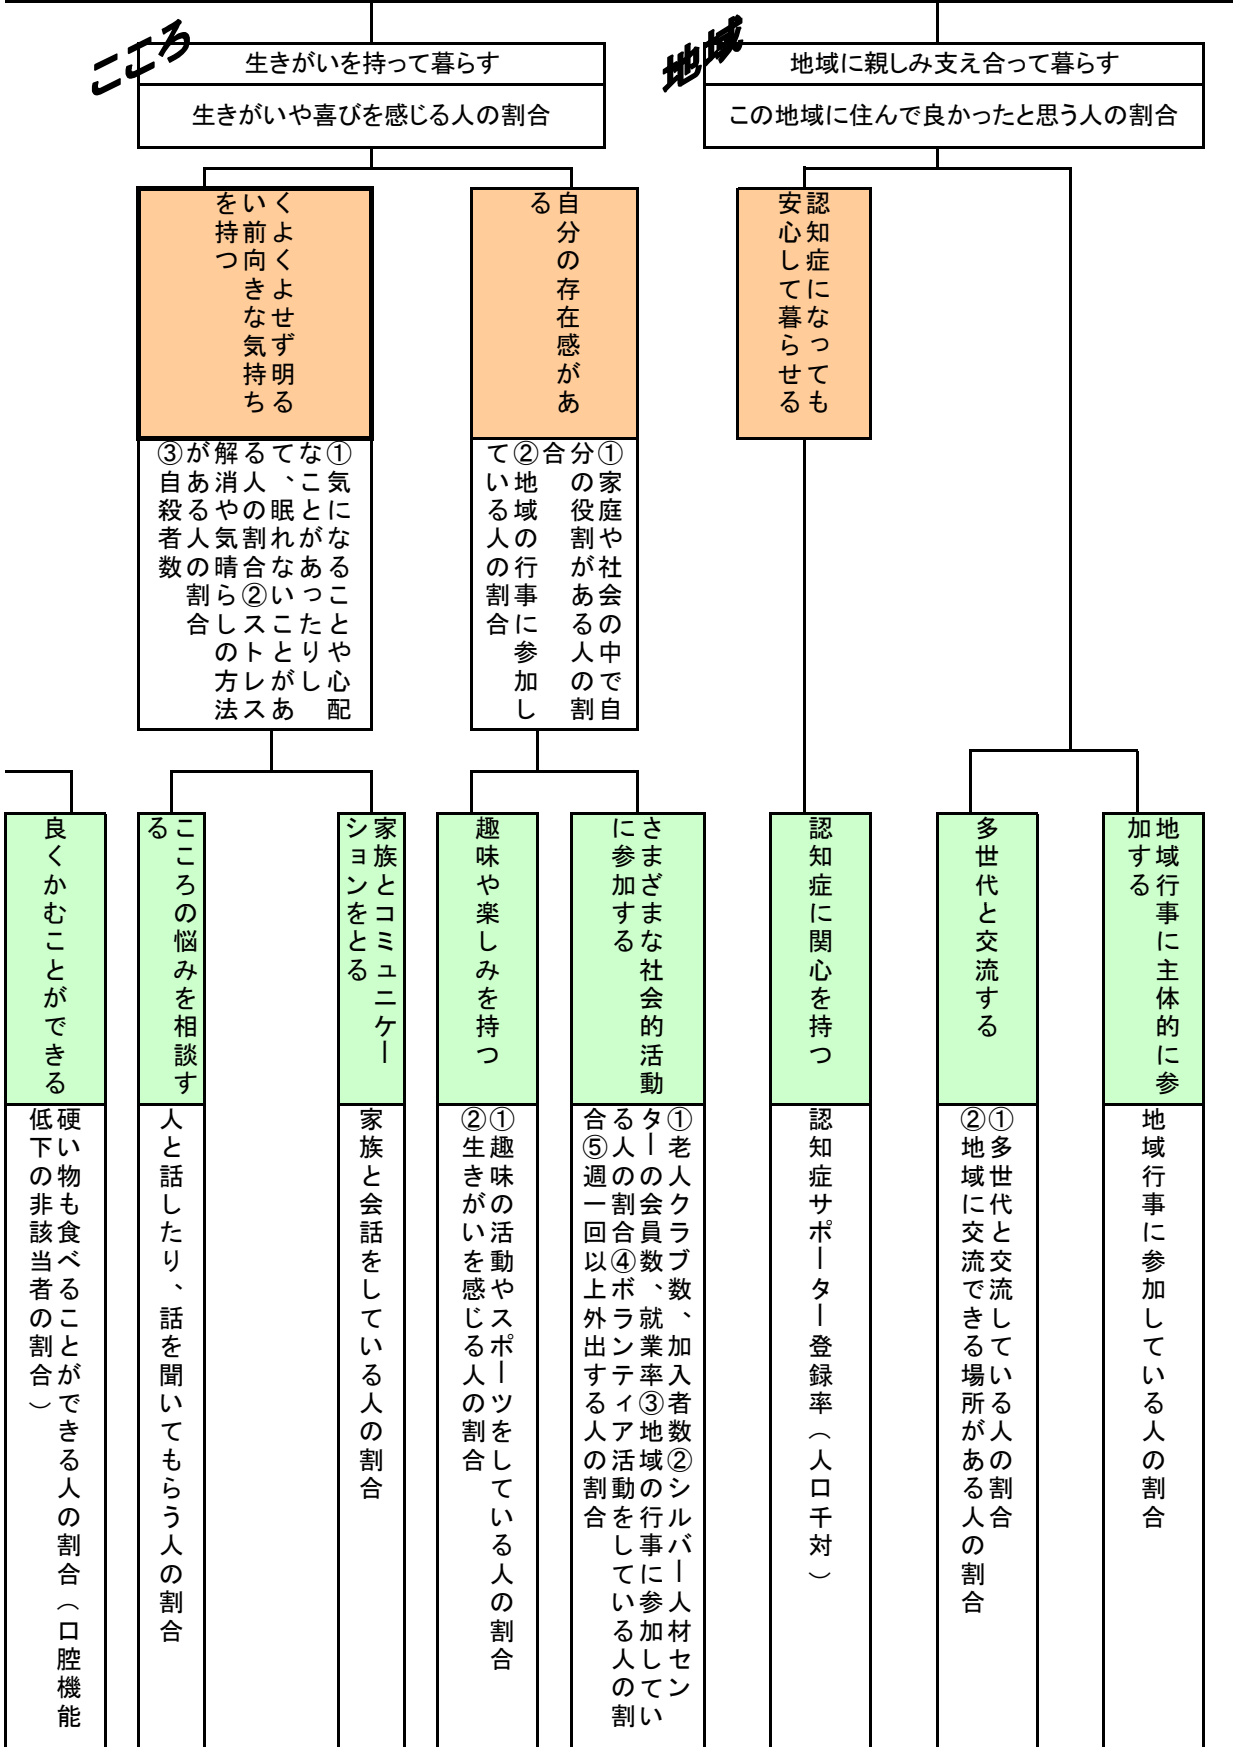 こころ
生きがいを持って暮らす
生きがいや喜びを感じる人の割合
地域
地域に親しみ支え合って暮らす
この地域に住んで良かったと思う人の割合
くよくよせず明る
い前向きな気持ち
を持つ
①気になることや心配
なことがあったりし
て、眠れないことがあ
る人の割合②ストレス
解消や気晴らしの方法
がある人の割合
③自殺者数
自分の存在感があ
る
①家庭や社会の中で自
分の役割がある人の割
合
②地域の行事に参加し
ている人の割合
認知症になっても
安心して暮らせる
良くかむことができる
硬い物も食べることができる人の割合（口腔機能
低下の非該当者の割合）
こころの悩みを相談す
る
人と話したり、話を聞いてもらう人の割合
家族とコミュニケー
ションをとる
家族と会話をしている人の割合
趣味や楽しみを持つ
①趣味の活動やスポーツをしている人の割合
②生きがいを感じる人の割合
さまざまな社会的活動
に参加する
①老人クラブ数、加入者数②シルバー人材セン
ターの会員数、就業率③地域の行事に参加してい
る人の割合④ボランティア活動をしている人の割
合⑤週一回以上外出する人の割合
認知症に関心を持つ
認知症サポーター登録率（人口千対）
多世代と交流する
①多世代と交流している人の割合
②地域に交流できる場所がある人の割合
地域行事に主体的に参
加する
地域行事に参加している人の割合